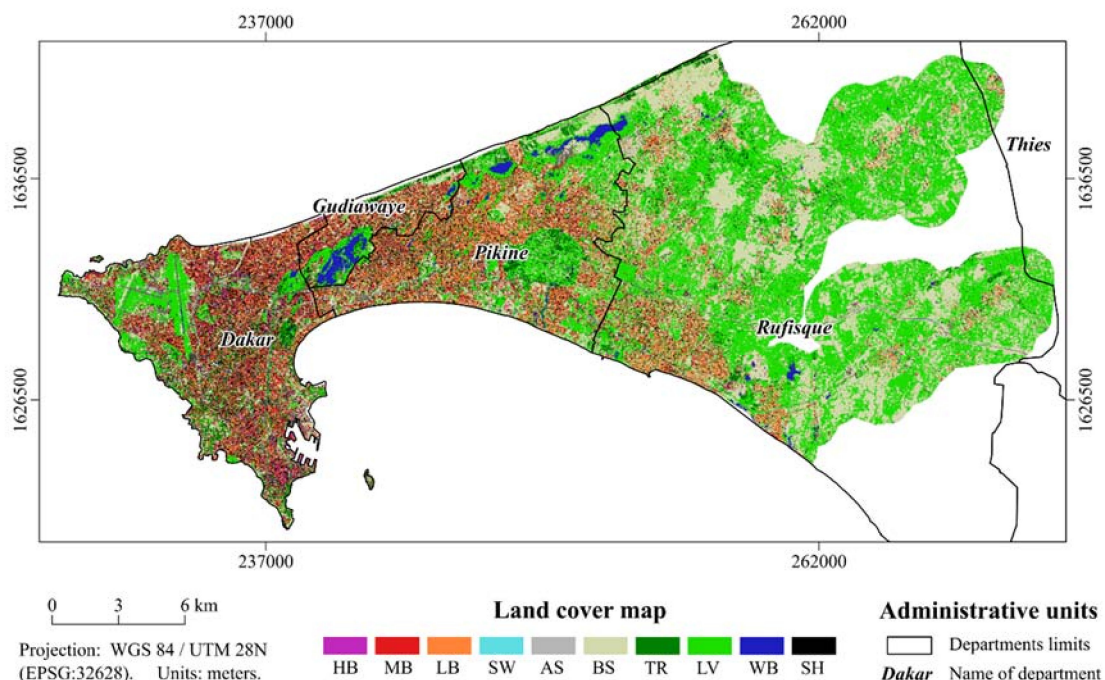 237000 262000
1636500 1636500
Thies
Gudiawaye
Pikine
Rufisque
Dakar
1626500 1626500
237000 262000
0 3 6 km
Projection: WGS 84 / UTM 28N
(EPSG:32628). Units: meters.
Land cover map
HB MB LB SW AS BS TR LV WB SH
Administrative units
Departments limits
Dakar Name of department